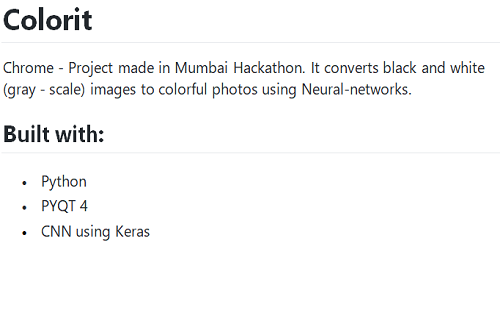 Colorit
Chrome - Project made in Mumbai Hackathon. It converts black and white
(gray - scale) images to colorful photos using Neural-networks.
Built with:
• Python
• PYQT 4
• CNN using Keras